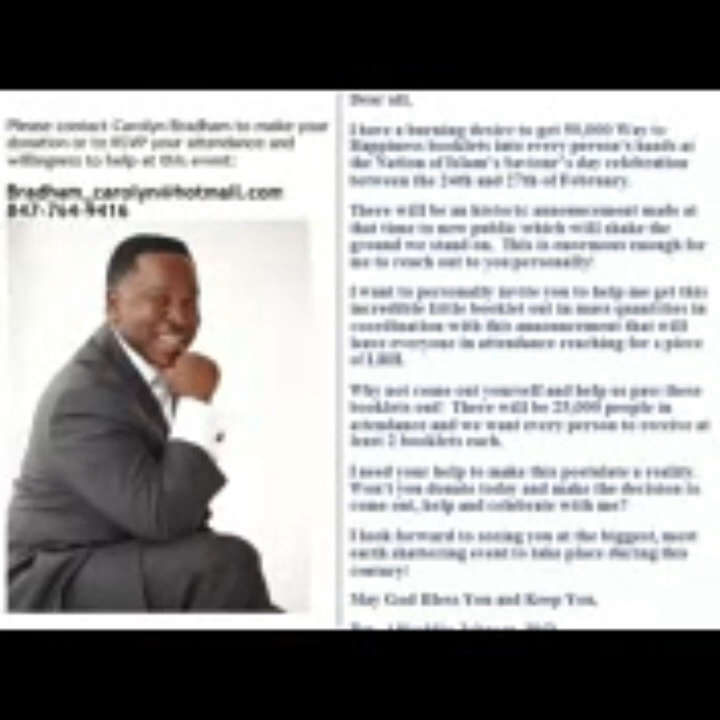 Please contact Carolyn Bradham to make your
donation or to RSVP your attendance and
willingness to help at this event:
Bradham_carolyn@hotmail.com
847-764-9416
Dear all,
I have a burning desire to get 50,000 Way to
Happiness booklets into every person's hands at
the Nation of Islam's Saviour's day celebration
between the 24th and 27th of February.
There will be an historic announcement made at
that time to new public which will shake the
ground we stand on. This is enormous enough for
me to reach out to you personally!
I want to personally invite you to help me get this
incredible little booklet out in mass quantities in
coordination with this announcement that will
leave everyone in attendance reaching for a piece
of LRH.
Why not come out yourself and help us pass these
booklets out! There will be 25,000 people in
attendance and we want every person to receive at
least 2 booklets each.
I need your help to make this postulate a reality.
Won't you donate today and make the decision to
come out, help and celebrate with me?
I look forward to seeing you at the biggest, most
earth shattering event to take place during this
century!
May God Bless You and Keep You,